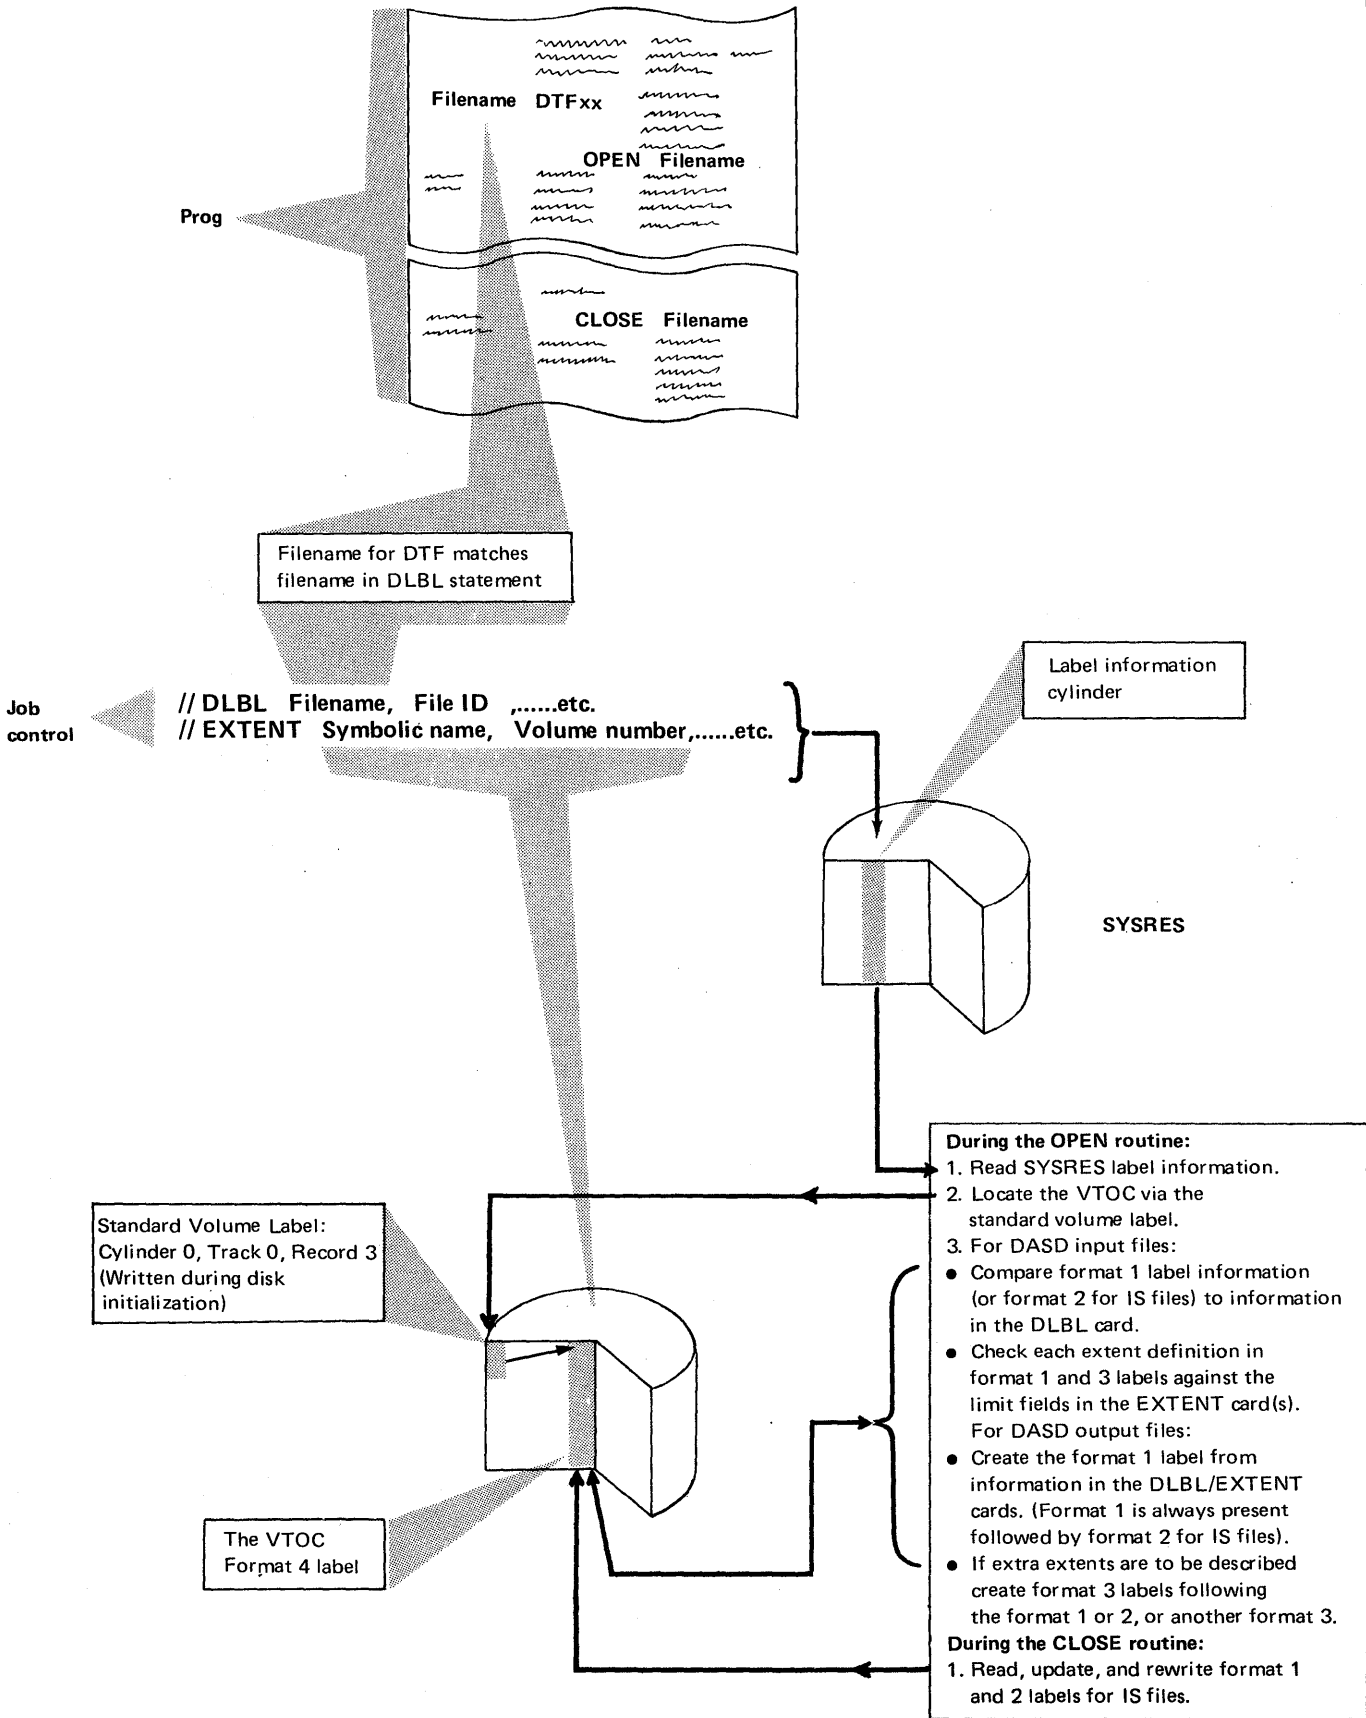 Filename DTFxx
OPEN Filename
Prog
CLOSE Filename
Filename for DTF matches
filename in DLBL statement
Label information
cylinder
Job
control
// DLBL Filename, File ID ,......etc.
// EXTENT Symbolic name, Volume number,......etc.
SYSRES
During the OPEN routine:
1. Read SYSRES label information.
2. Locate the VTOC via the
standard volume label.
3. For DASD input files:
• Compare format 1 label information
(or format 2 for IS files) to information
in the DLBL card.
• Check each extent definition in
format 1 and 3 labels against the
limit fields in the EXTENT card(s).
For DASD output files:
• Create the format 1 label from
information in the DLBL/EXTENT
cards. (Format 1 is always present
followed by format 2 for IS files).
• If extra extents are to be described
create format 3 labels following
the format 1 or 2, or another format 3.
During the CLOSE routine:
1. Read, update, and rewrite format 1
and 2 labels for IS files.
Standard Volume Label:
Cylinder 0, Track 0, Record 3
(Written during disk
initialization)
The VTOC
Format 4 label